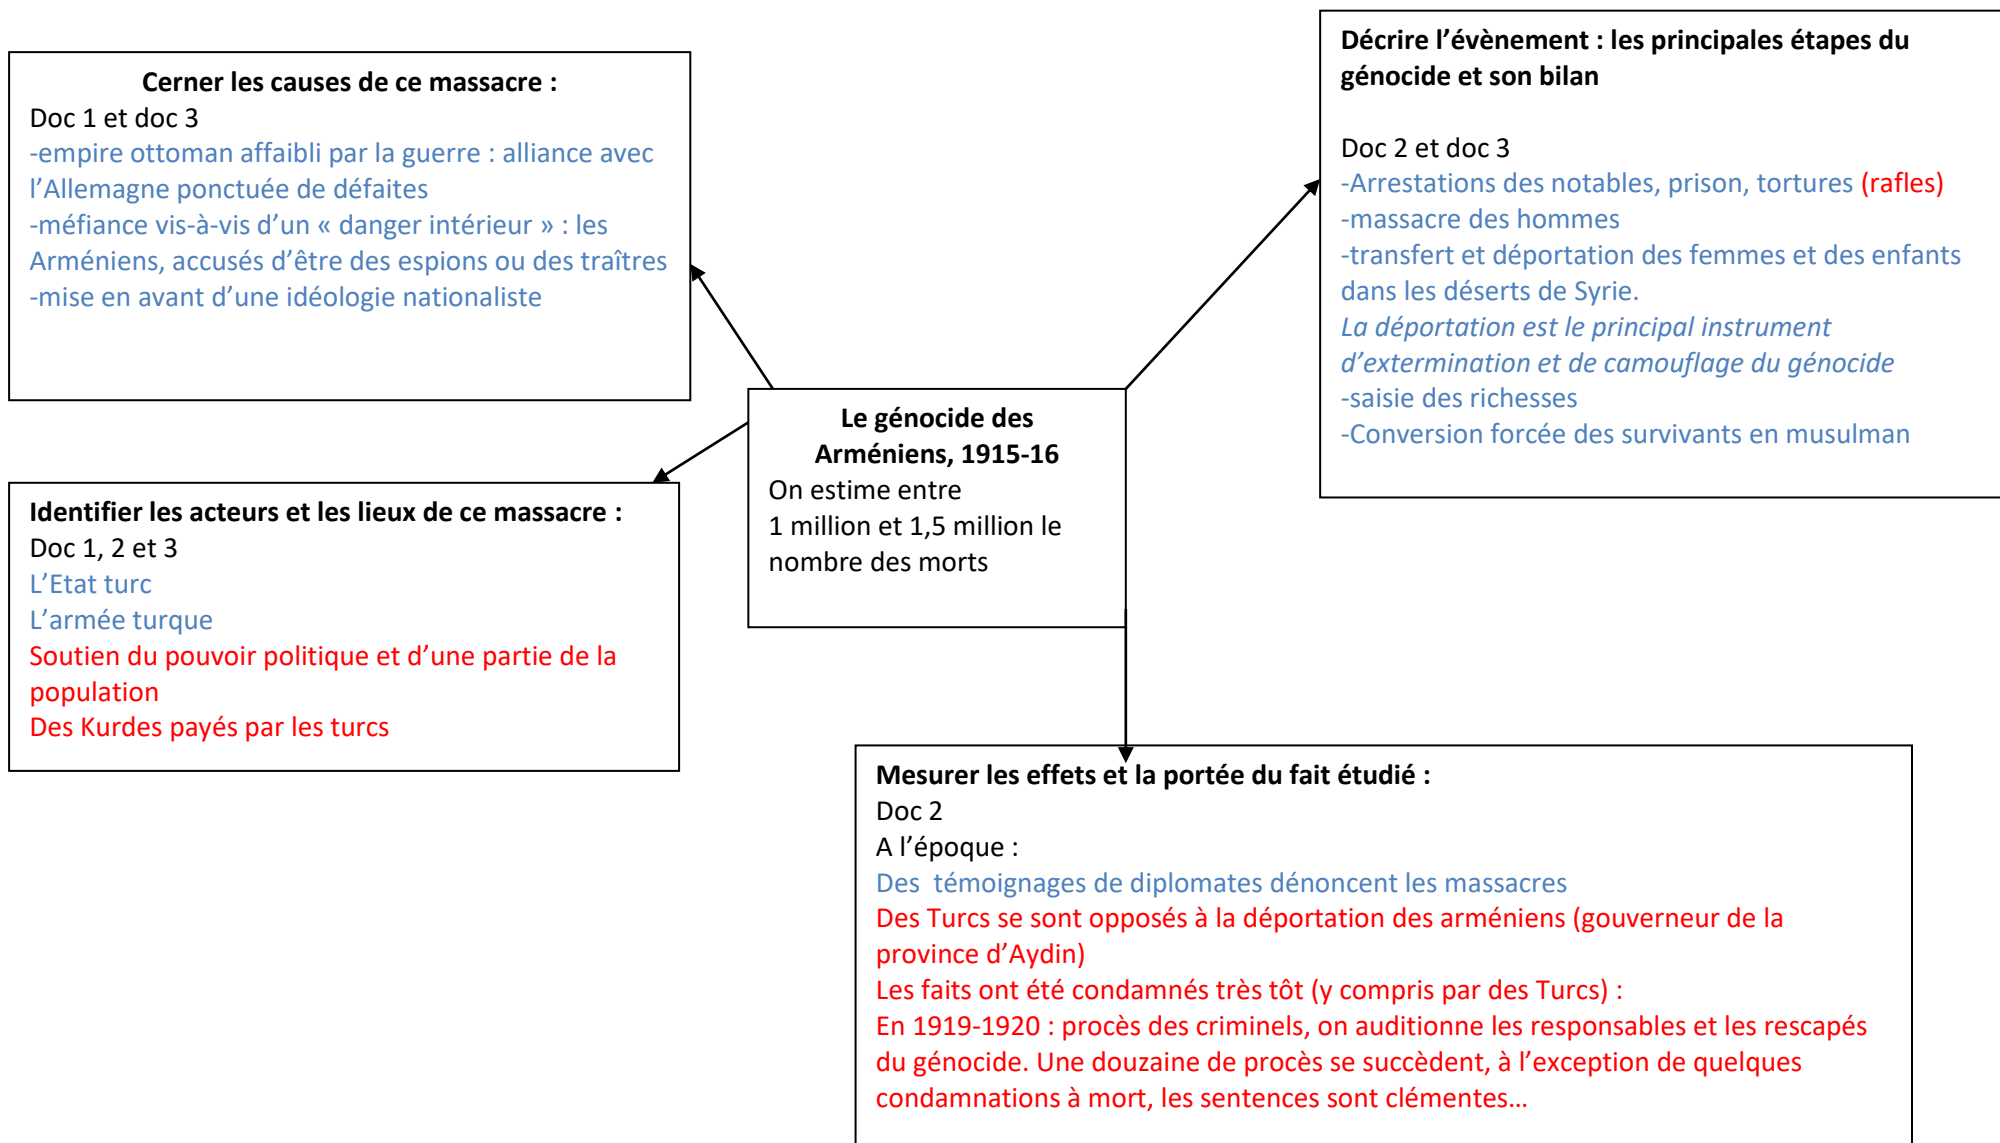 Cerner les causes de ce massacre :
Doc 1 et doc 3
-empire ottoman affaibli par la guerre : alliance avec
l’Allemagne ponctuée de défaites
-méfiance vis-à-vis d’un « danger intérieur » : les
Arméniens, accusés d’être des espions ou des traîtres
-mise en avant d’une idéologie nationaliste
Décrire l’évènement : les principales étapes du
génocide et son bilan
Doc 2 et doc 3
-Arrestations des notables, prison, tortures (rafles)
-massacre des hommes
-transfert et déportation des femmes et des enfants
dans les déserts de Syrie.
La déportation est le principal instrument
d’extermination et de camouflage du génocide
-saisie des richesses
-Conversion forcée des survivants en musulman
Le génocide des
Arméniens, 1915-16
On estime entre
1 million et 1,5 million le
nombre des morts
Identifier les acteurs et les lieux de ce massacre :
Doc 1, 2 et 3
L’Etat turc
L’armée turque
Soutien du pouvoir politique et d’une partie de la
population
Des Kurdes payés par les turcs
Mesurer les effets et la portée du fait étudié :
Doc 2
A l’époque :
Des  témoignages de diplomates dénoncent les massacres
Des Turcs se sont opposés à la déportation des arméniens (gouverneur de la
province d’Aydin)
Les faits ont été condamnés très tôt (y compris par des Turcs) :
En 1919-1920 : procès des criminels, on auditionne les responsables et les rescapés
du génocide. Une douzaine de procès se succèdent, à l’exception de quelques
condamnations à mort, les sentences sont clémentes…